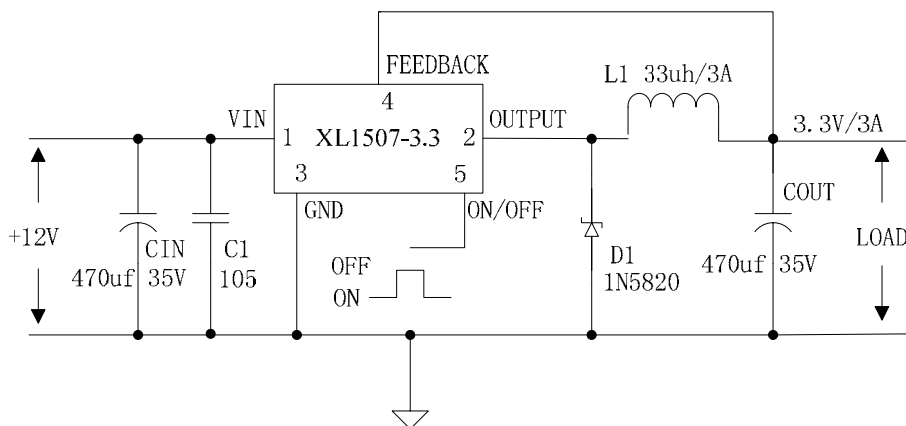 FEEDBACK
L1 33uh/3A
4
VIN
OUTPUT
1
XL1507-3.3
2
3.3V/3A
3
5
GND
ON/OFF
COUT
+12V
CIN
C1
OFF
D1
470uf 35V
LOAD
470uf 35V
105
1N5820
ON